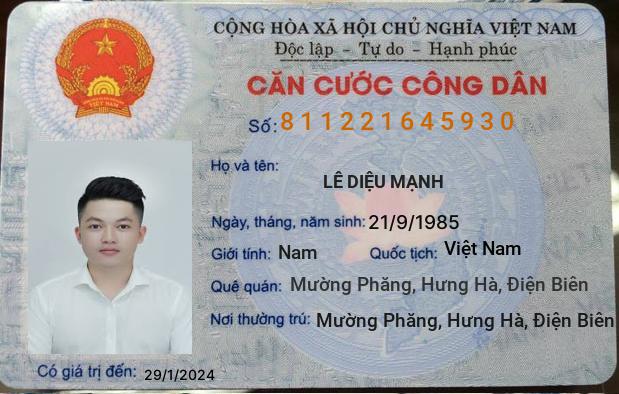 CỘNG HÒA XÃ HỘI CHỦ NGHĨA VIỆT NAM
Độc lập - Tự do - Hạnh phúc
CĂN CƯỚC CÔNG DÂN
Số: 811221645930
Họ và tên:
LÊ DIỆU MẠNH
Ngày, tháng, năm sinh: 21/9/1985
Giới tính: Nam Quốc tịch: Việt Nam
Quê quán: Mường Phăng, Hưng Hà, Điện Biên
Nơi thường trú: Mường Phăng, Hưng Hà, Điện Biên
Có giá trị đến: 29/1/2024